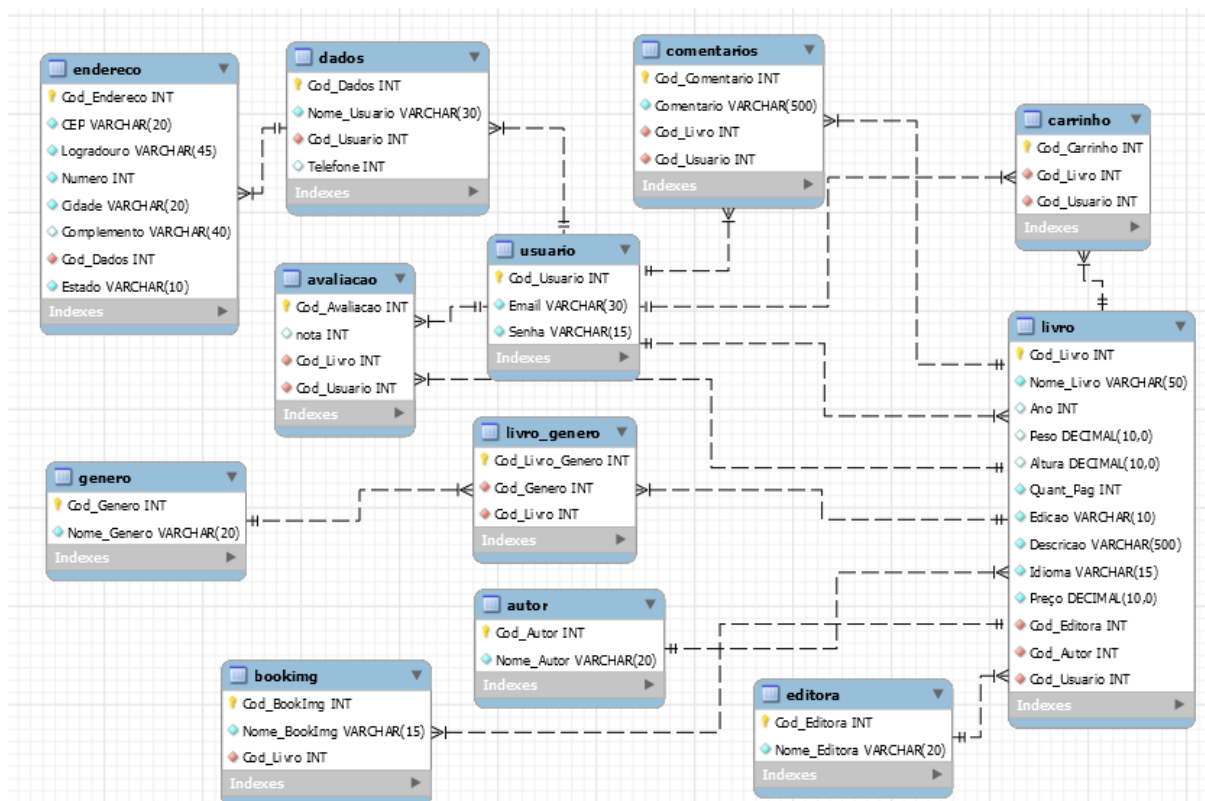 endereco
Cod_Endereco INT
CEP VARCHAR(20)
Logradouro VARCHAR(45)
Numero INT
Cidade VARCHAR(20)
Complemento VARCHAR(40)
Cod_Dados INT
Estado VARCHAR(10)
Indexes
dados
Cod_Dados INT
Nome_Usuario VARCHAR(30)
Cod_Usuario INT
Telefone INT
Indexes
comentarios
Cod_Comentario INT
Comentario VARCHAR(500)
Cod_Livro INT
Cod_Usuario INT
Indexes
carrinho
Cod_Carrinho INT
Cod_Livro INT
Cod_Usuario INT
Indexes
usuario
Cod_Usuario INT
Email VARCHAR(30)
Senha VARCHAR(15)
Indexes
avaliacao
Cod_Avaliacao INT
nota INT
Cod_Livro INT
Cod_Usuario INT
Indexes
livro
Cod_Livro INT
Nome_Livro VARCHAR(50)
Ano INT
Peso DECIMAL(10,0)
Altura DECIMAL(10,0)
Quant_Pag INT
Edicao VARCHAR(10)
Descricao VARCHAR(500)
Idioma VARCHAR(15)
Preço DECIMAL(10,0)
Cod_Editora INT
Cod_Autor INT
Cod_Usuario INT
Indexes
livro_genero
Cod_Livro_Genero INT
Cod_Genero INT
Cod_Livro INT
Indexes
genero
Cod_Genero INT
Nome_Genero VARCHAR(20)
Indexes
autor
Cod_Autor INT
Nome_Autor VARCHAR(20)
Indexes
bookimg
Cod_BookImg INT
Nome_BookImg VARCHAR(15)
Cod_Livro INT
Indexes
editora
Cod_Editora INT
Nome_Editora VARCHAR(20)
Indexes